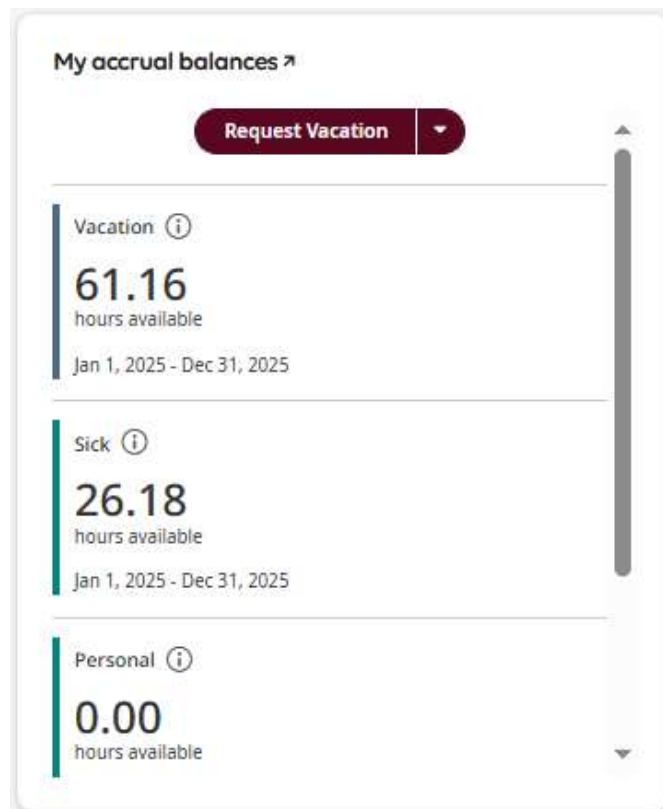 My accrual balances ↗
Request Vacation
Vacation
61.16
hours available
Jan 1, 2025 - Dec 31, 2025
Sick
26.18
hours available
Jan 1, 2025 - Dec 31, 2025
Personal
0.00
hours available